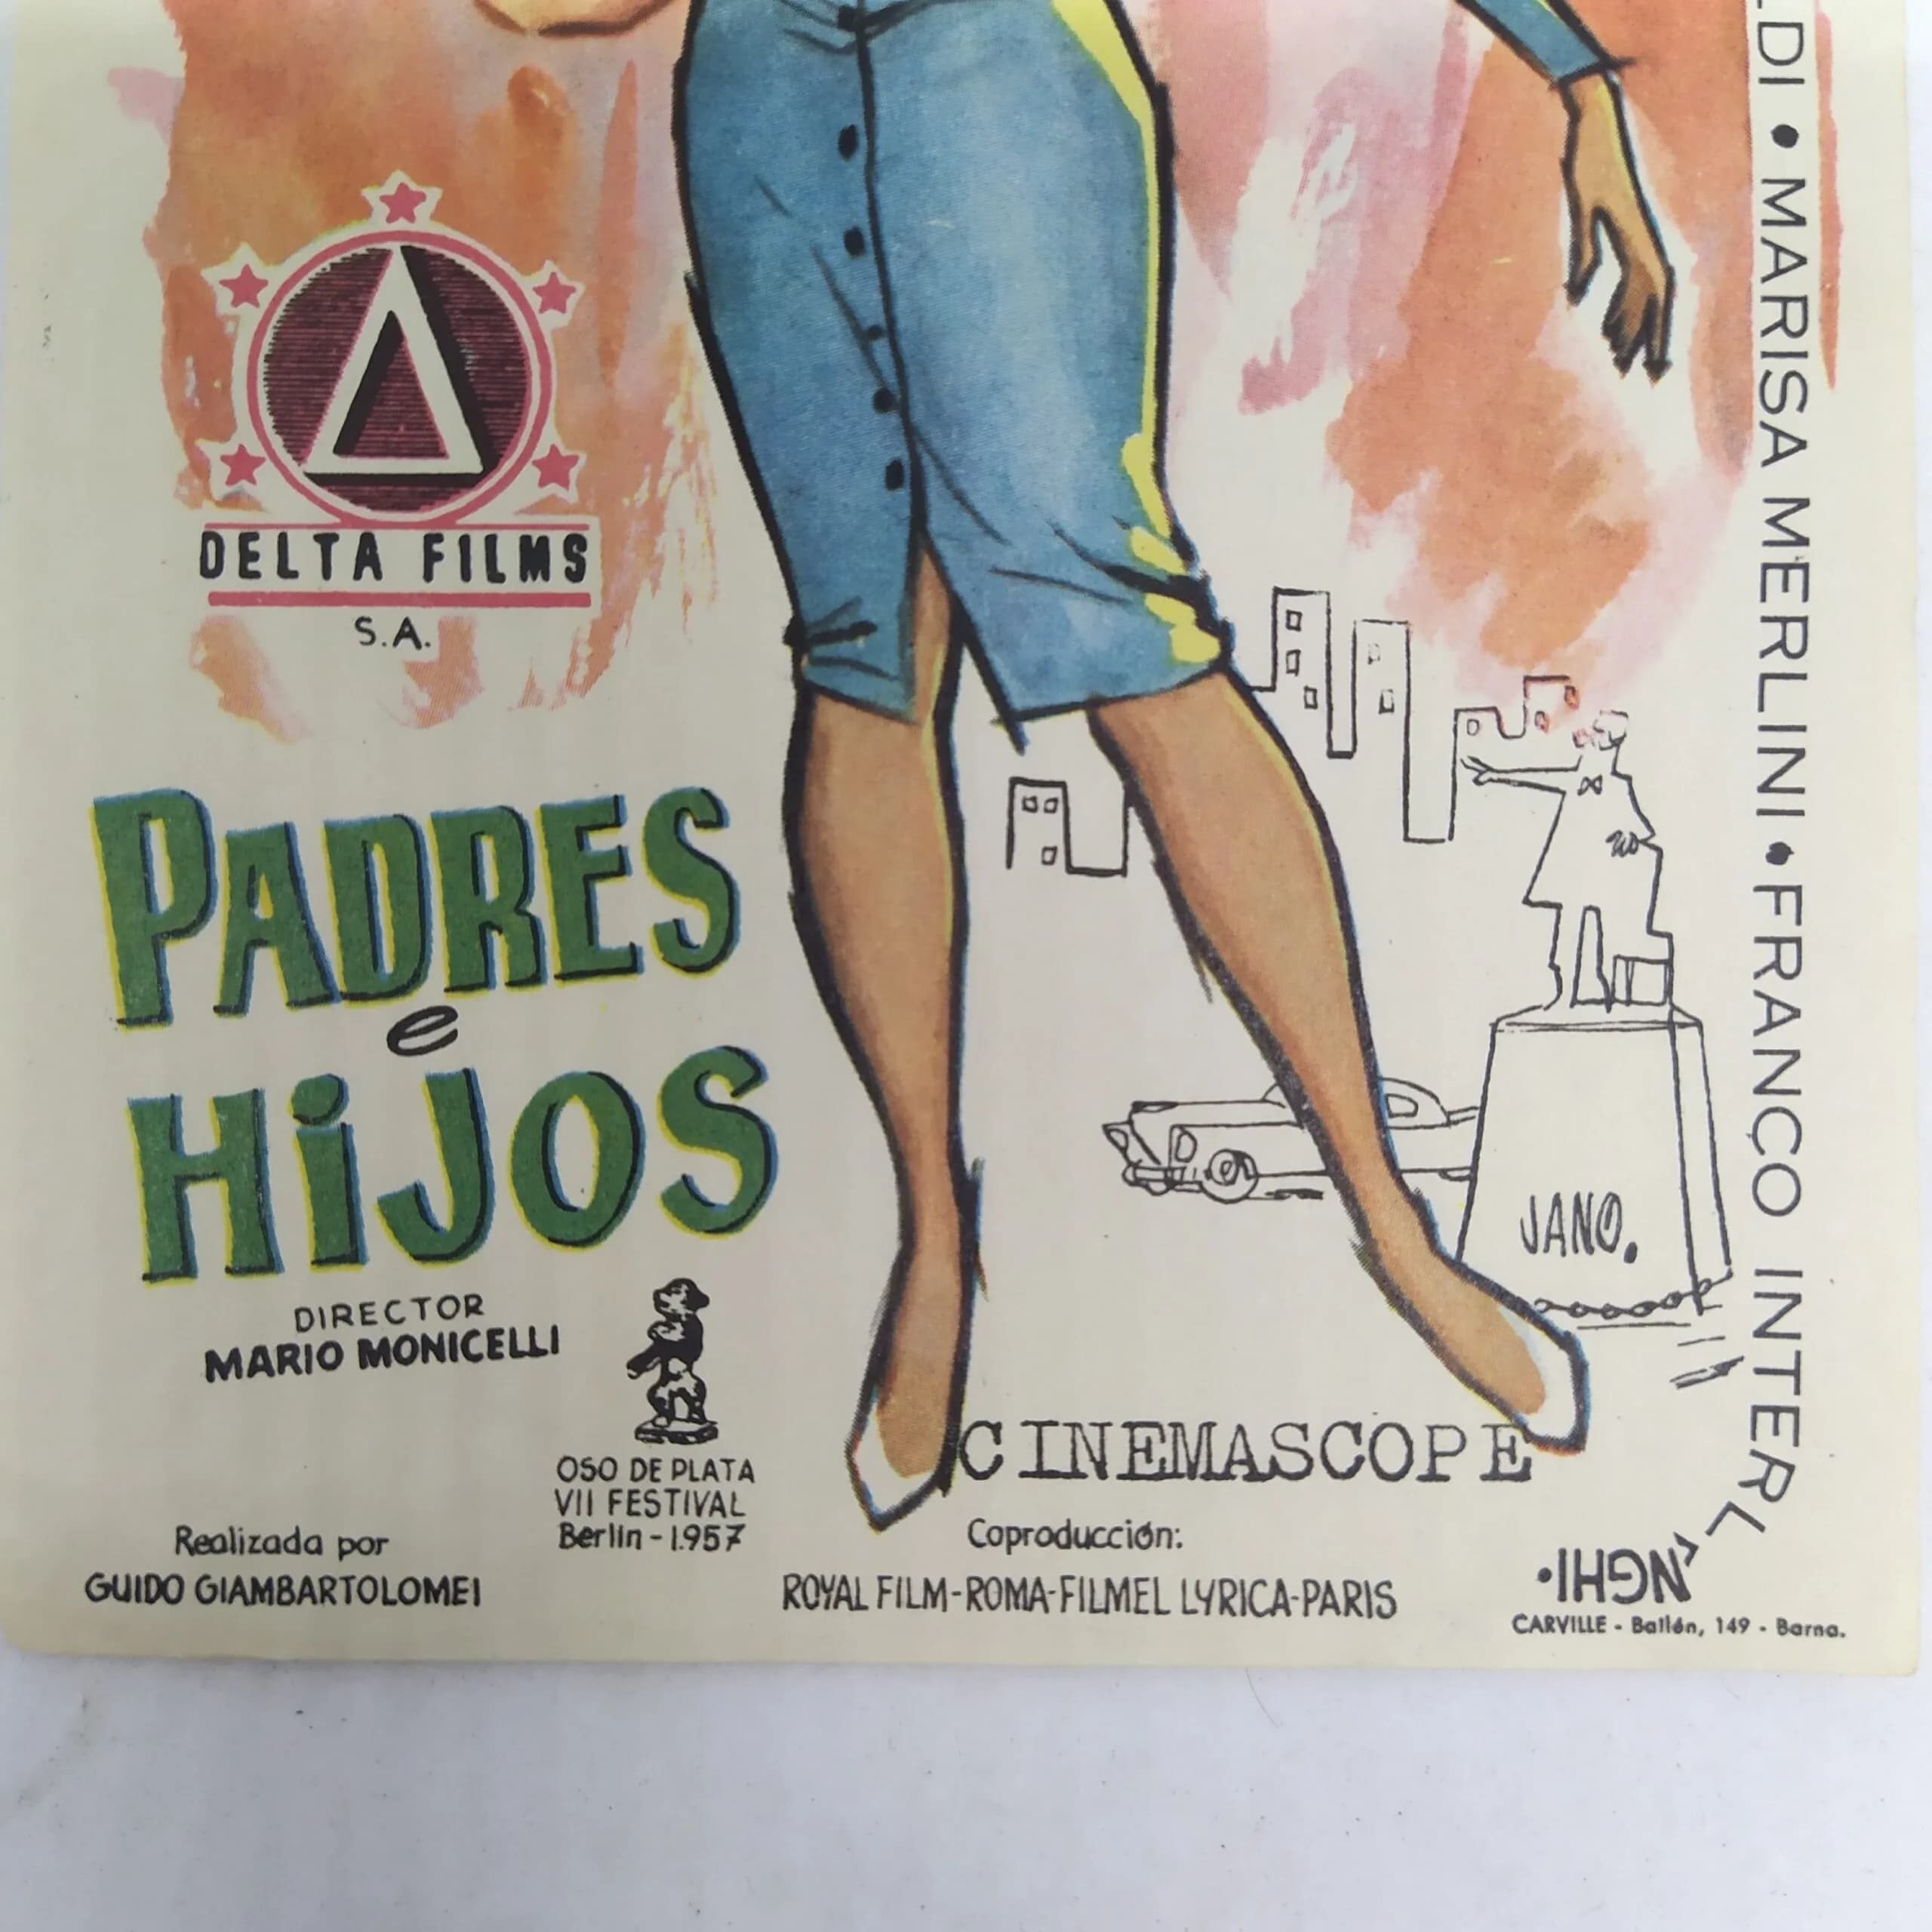 LDI • MARISA MERLINI • FRANCO INTERLENGHI •
DELTA FILMS
S.A.
PADRES
e
HiJOS
DIRECTOR
MARIO MONICELLI
JANO.
OSO DE PLATA
VII FESTIVAL
Berlin - 1.957
CINEMASCOPE
Realizada por
GUIDO GIAMBARTOLOMEI
Coproducción:
ROYAL FILM-ROMA-FILMEL LYRICA-PARIS
CARVILLE - Bailén, 149 - Barna.